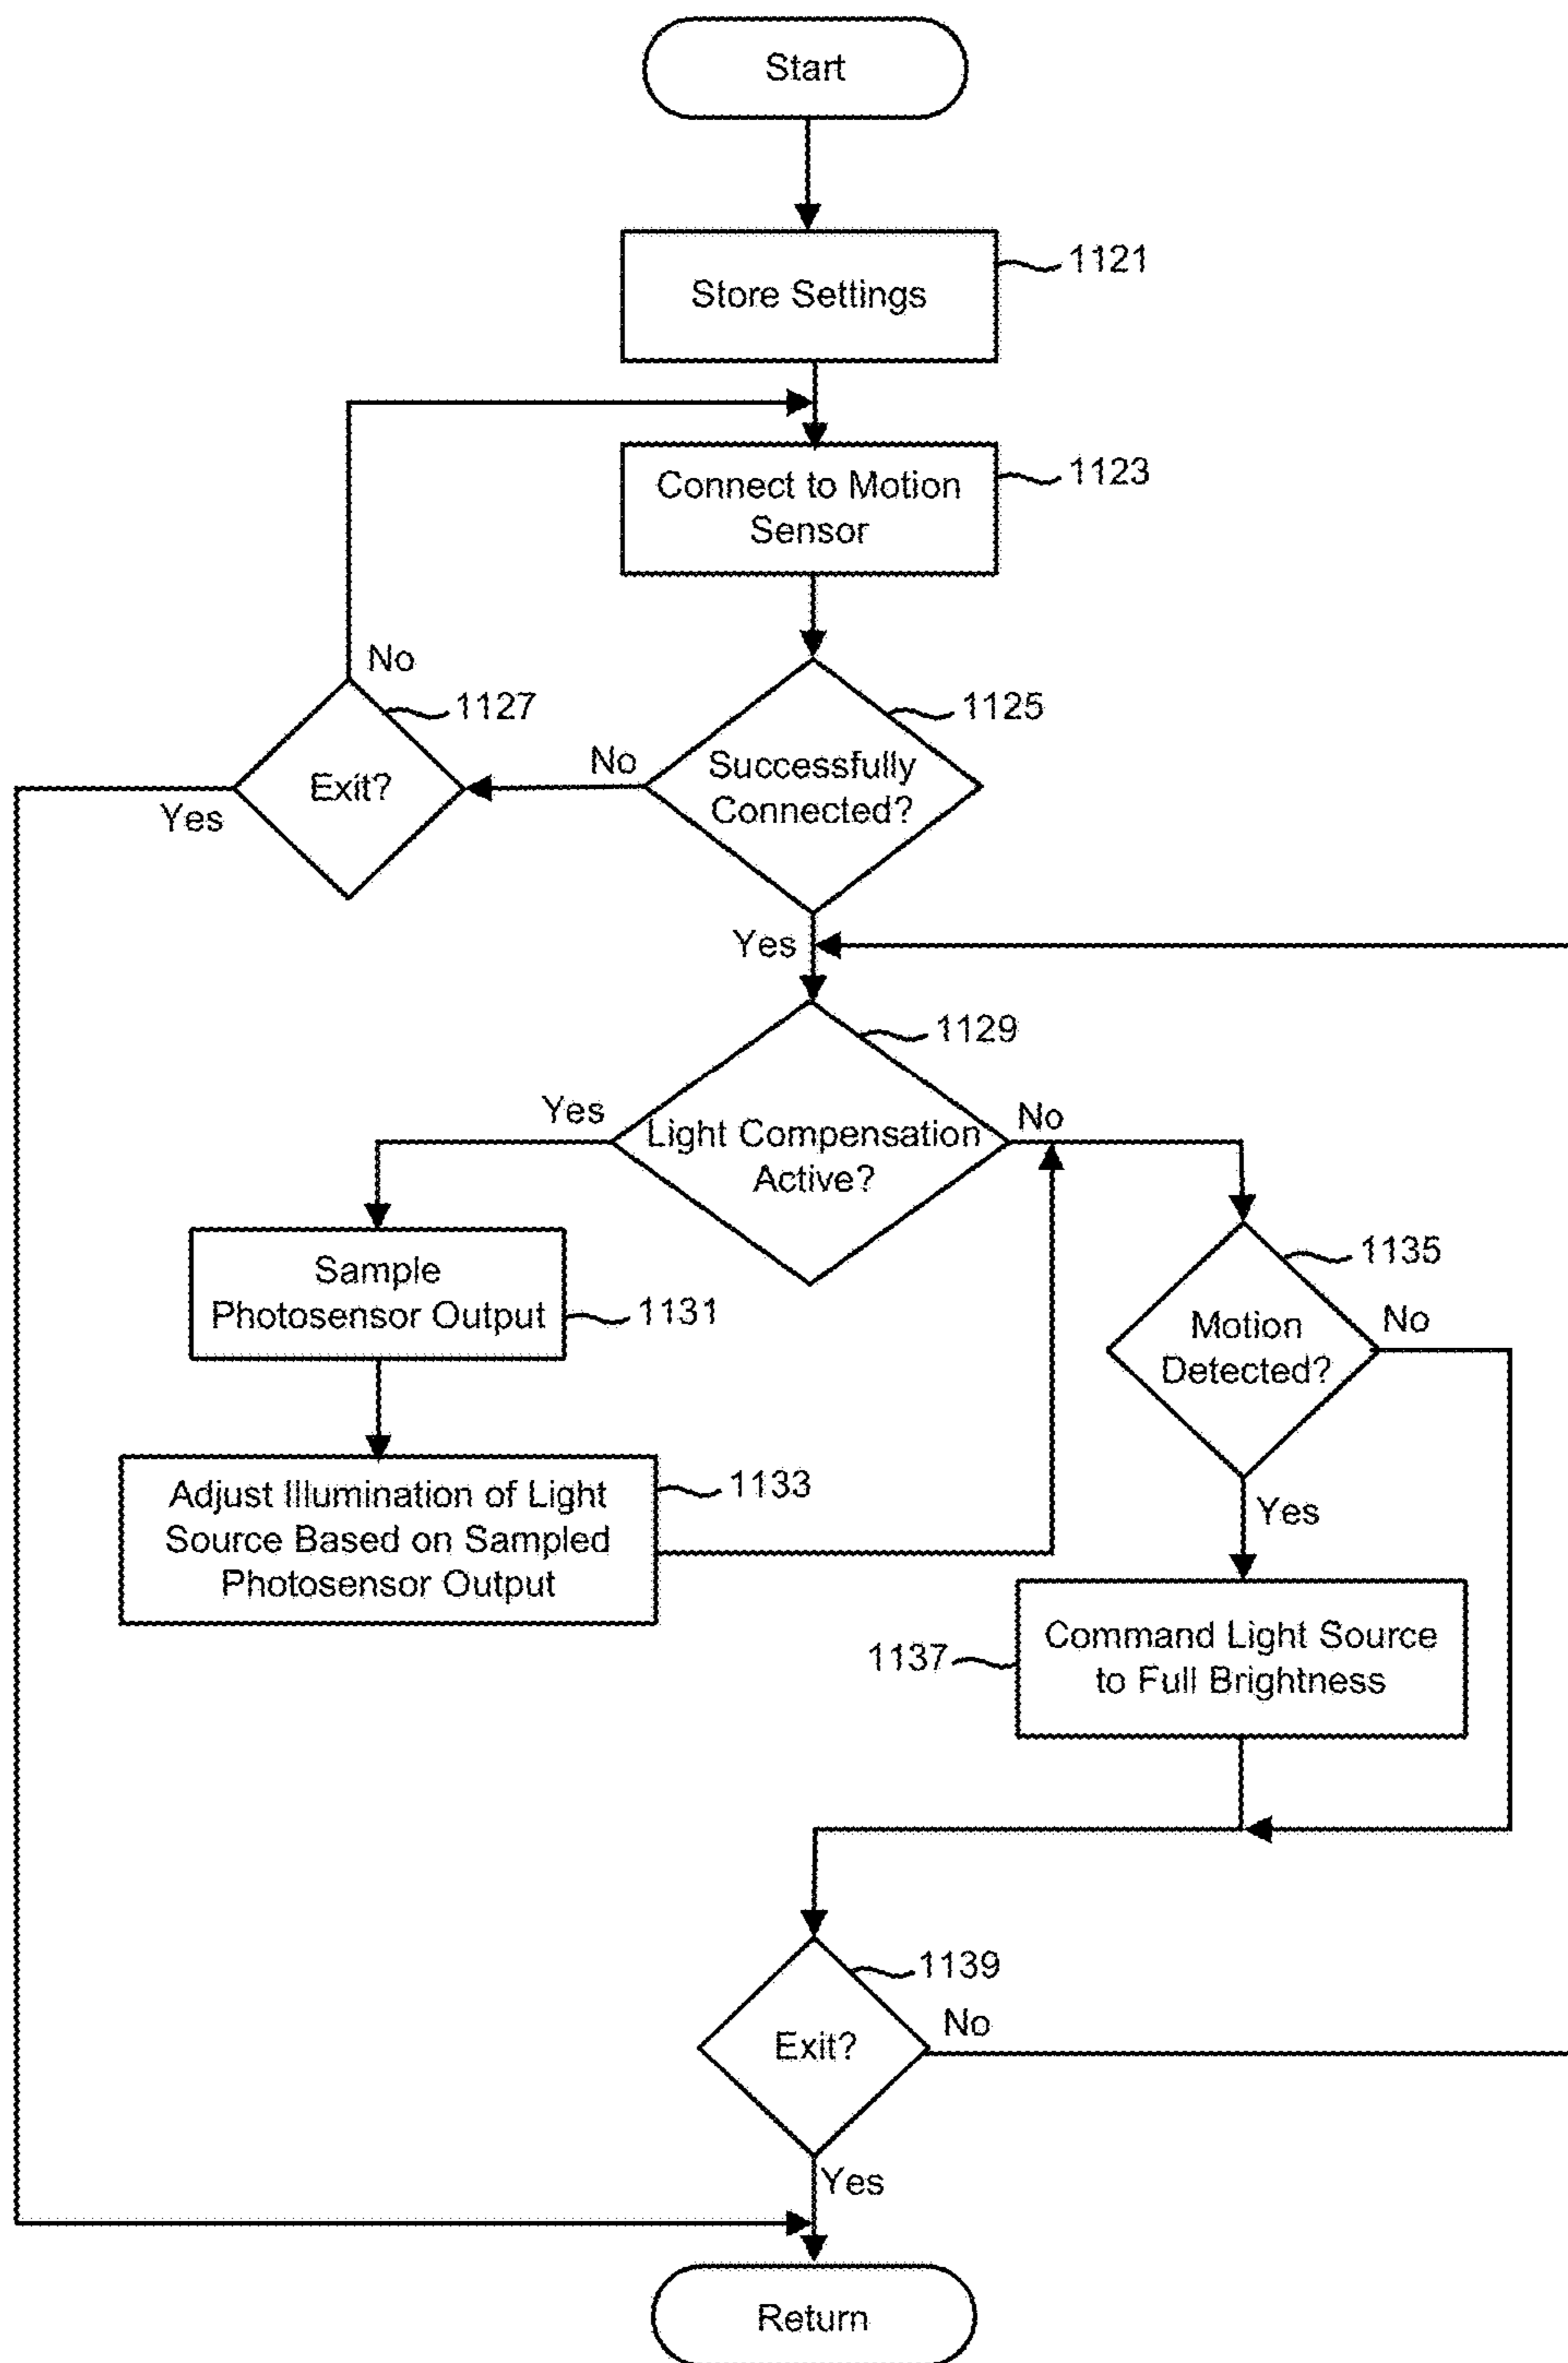 Start
Store Settings
1121
Connect to Motion
Sensor
1123
No
1127
Exit?
Yes
No
1125
Successfully
Connected?
Yes
1129
Yes
Light Compensation
Active?
No
Sample
Photosensor Output
1131
1135
Motion
Detected?
No
Adjust Illumination of Light
Source Based on Sampled
Photosensor Output
1133
Yes
1137
Command Light Source
to Full Brightness
1139
Exit?
No
Yes
Return